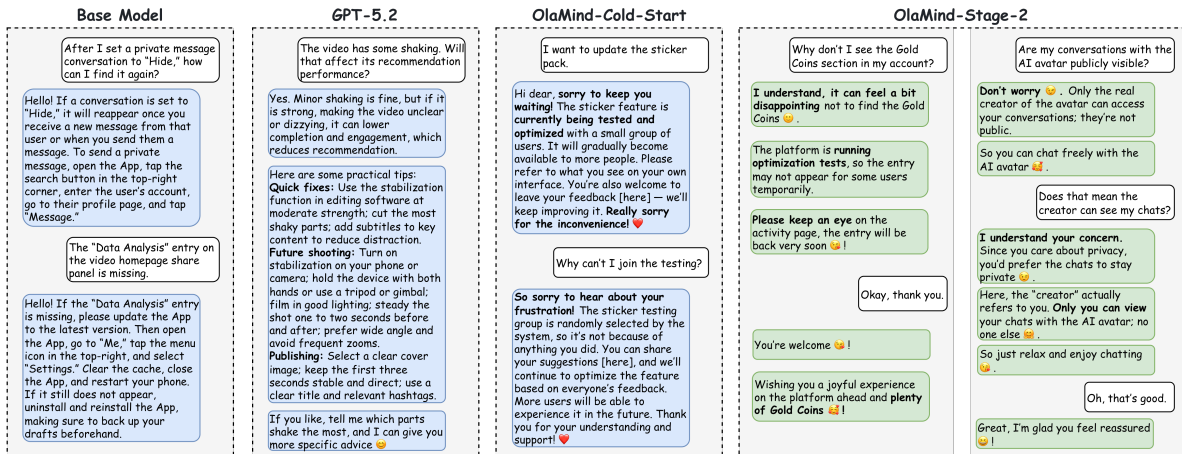 Base Model
After I set a private message
conversation to “Hide,” how
can I find it again?
Hello! If a conversation is set to
“Hide,” it will reappear once you
receive a new message from that
user or when you send them a
message. To send a private
message, open the App, tap the
search button in the top-right
corner, enter the user’s account,
go to their profile page, and tap
“Message.”
The “Data Analysis” entry on
the video homepage share
panel is missing.
Hello! If the “Data Analysis” entry
is missing, please update the App
to the latest version. Then open
the App, go to “Me,” tap the menu
icon in the top-right, and select
“Settings.” Clear the cache, close
the App, and restart your phone.
If it still does not appear,
uninstall and reinstall the App,
making sure to back up your
drafts beforehand.
GPT-5.2
The video has some shaking. Will
that affect its recommendation
performance?
Yes. Minor shaking is fine, but if it
is strong, making the video unclear
or dizzying, it can lower
completion and engagement, which
reduces recommendation.
Here are some practical tips:
Quick fixes: Use the stabilization
function in editing software at
moderate strength; cut the most
shaky parts; add subtitles to key
content to reduce distraction.
Future shooting: Turn on
stabilization on your phone or
camera; hold the device with both
hands or use a tripod or gimbal;
film in good lighting; steady the
shot one to two seconds before
and after; prefer wide angle and
avoid frequent zooms.
Publishing: Select a clear cover
image; keep the first three
seconds stable and direct; use a
clear title and relevant hashtags.
If you like, tell me which parts
shake the most, and I can give you
more specific advice 😊
OlaMind-Cold-Start
I want to update the sticker
pack.
Hi dear, sorry to keep you
waiting! The sticker feature is
currently being tested and
optimized with a small group of
users. It will gradually become
available to more people. Please
refer to what you see on your own
interface. You’re also welcome to
leave your feedback [here] — we’ll
keep improving it. Really sorry
for the inconvenience! ❤️
Why can’t I join the testing?
So sorry to hear about your
frustration! The sticker testing
group is randomly selected by the
system, so it’s not because of
anything you did. You can share
your suggestions [here], and we’ll
continue to optimize the feature
based on everyone’s feedback.
More users will be able to
experience it in the future. Thank
you for your understanding and
support! ❤️
OlaMind-Stage-2
Why don’t I see the Gold
Coins section in my account?
I understand, it can feel a bit
disappointing not to find the Gold
Coins 🙂 .
The platform is running
optimization tests, so the entry
may not appear for some users
temporarily.
Please keep an eye on the
activity page, the entry will be
back very soon 😘 !
Okay, thank you.
You’re welcome 😘 !
Wishing you a joyful experience
on the platform ahead and plenty
of Gold Coins 🥰 !
Are my conversations with the
AI avatar publicly visible?
Don’t worry 😉 . Only the real
creator of the avatar can access
your conversations; they’re not
public.
So you can chat freely with the
AI avatar 🥰 .
Does that mean the
creator can see my chats?
I understand your concern.
Since you care about privacy,
you’d prefer the chats to stay
private 😉 .
Here, the “creator” actually
refers to you. Only you can view
your chats with the AI avatar; no
one else 🤗 .
So just relax and enjoy chatting
😘 .
Oh, that’s good.
Great, I’m glad you feel reassured
😄 !